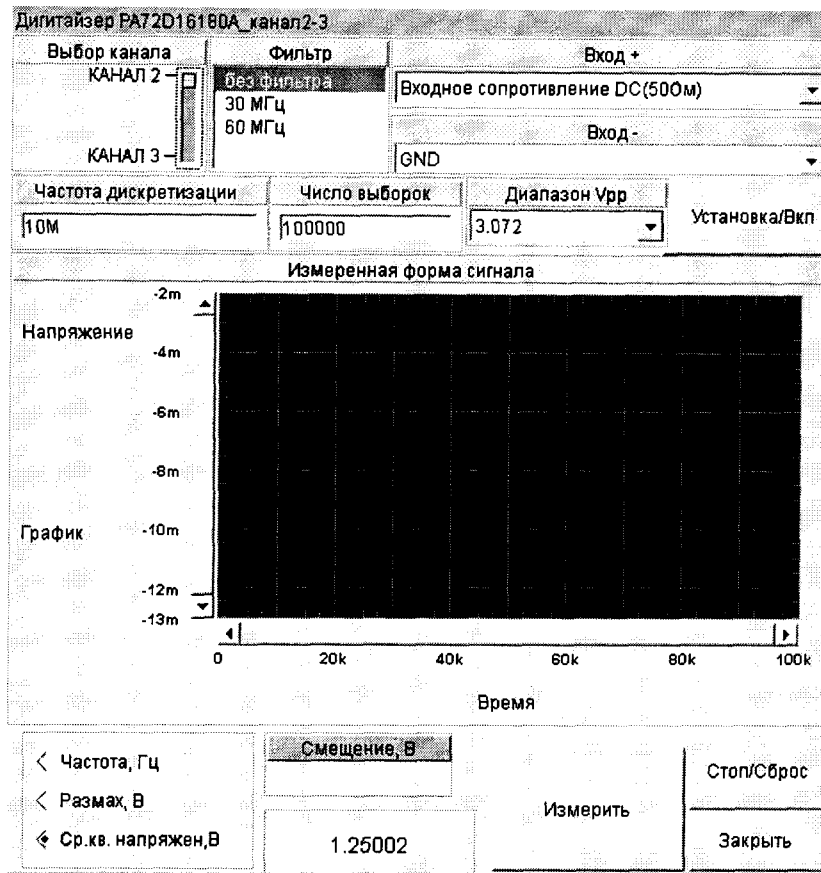 Дигитайзер PA72D16180A_канал2-3
Выбор канала
КАНАЛ 2
КАНАЛ 3
Фильтр
без фильтра
30 МГц
60 МГц
Вход +
Входное сопротивление DC(50Ом)
Вход -
GND
Частота дискретизации
10M
Число выборок
100000
Диапазон Vpp
3.072
Установка/Вкл
Измеренная форма сигнала
Напряжение
График
-2m
-4m
-6m
-8m
-10m
-12m
-13m
0 20k 40k 60k 80k 100k
Время
Частота, Гц
Размах, В
Ср.кв. напряжен,В
Смещение, В
1.25002
Измерить
Стоп/Сброс
Закрыть